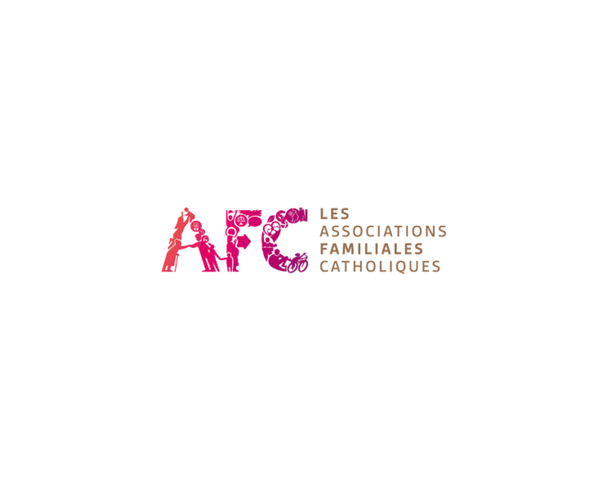 AFC
LES
ASSOCIATIONS
FAMILIALES
CATHOLIQUES